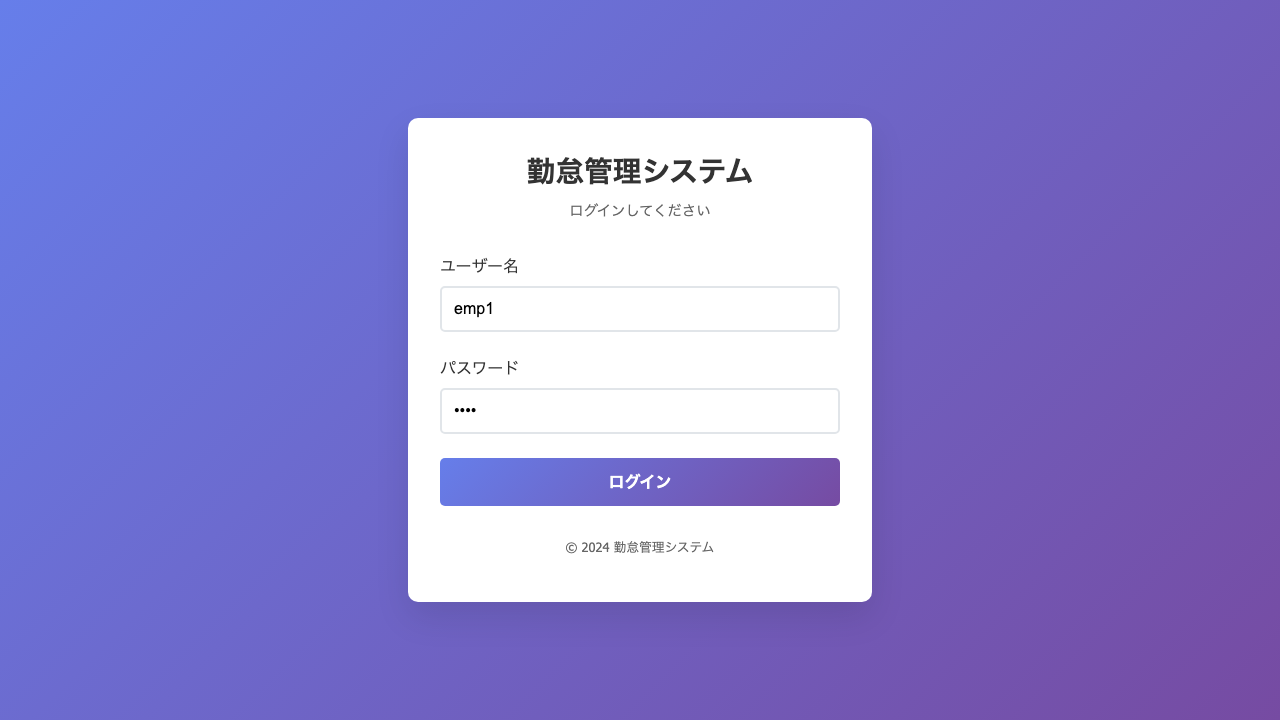 勤怠管理システム
ログインしてください
ユーザー名
emp1
パスワード
••••
ログイン
© 2024 勤怠管理システム